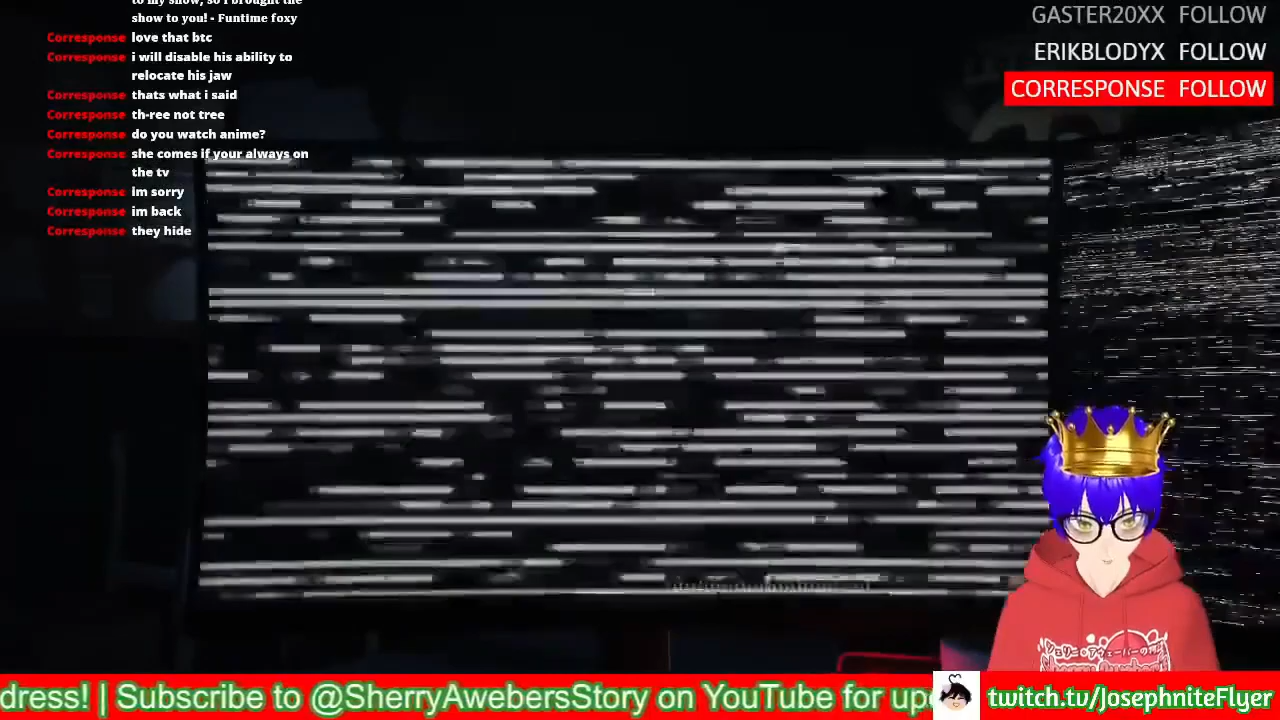 to my show, so i brought the
show to you! - Funtime foxy
Corresponse love that btc
Corresponse i will disable his ability to
relocate his jaw
Corresponse thats what i said
Corresponse th-ree not tree
Corresponse do you watch anime?
Corresponse she comes if your always on
the tv
Corresponse im sorry
Corresponse im back
Corresponse they hide
GASTER20XX FOLLOW
ERIKBLODYX FOLLOW
CORRESPONSE FOLLOW
dress! | Subscribe to @SherryAwebersStory on YouTube for up
twitch.tv/JosephniteFlyer